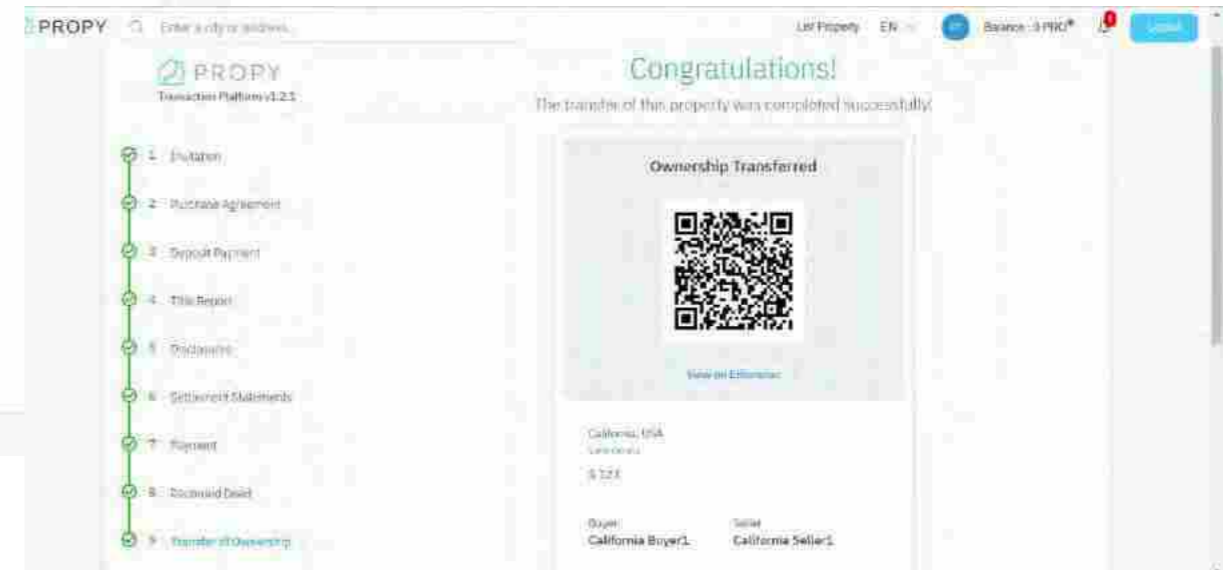 PROPY
Enter a city or address...
List Property
EN
Balance : 0 PRO
PROPY
Transaction Platform v1.2.1
1 Invitation
2 Purchase Agreement
3 Deposit Payment
4 Title Report
5 Disclosures
6 Settlement Statements
7 Payment
8 Recorded Deed
9 Transfer of Ownership
Congratulations!
The transfer of this property was completed successfully!
Ownership Transferred
View on Etherscan
California, USA
Buyer
Seller
California Buyer1
California Seller1